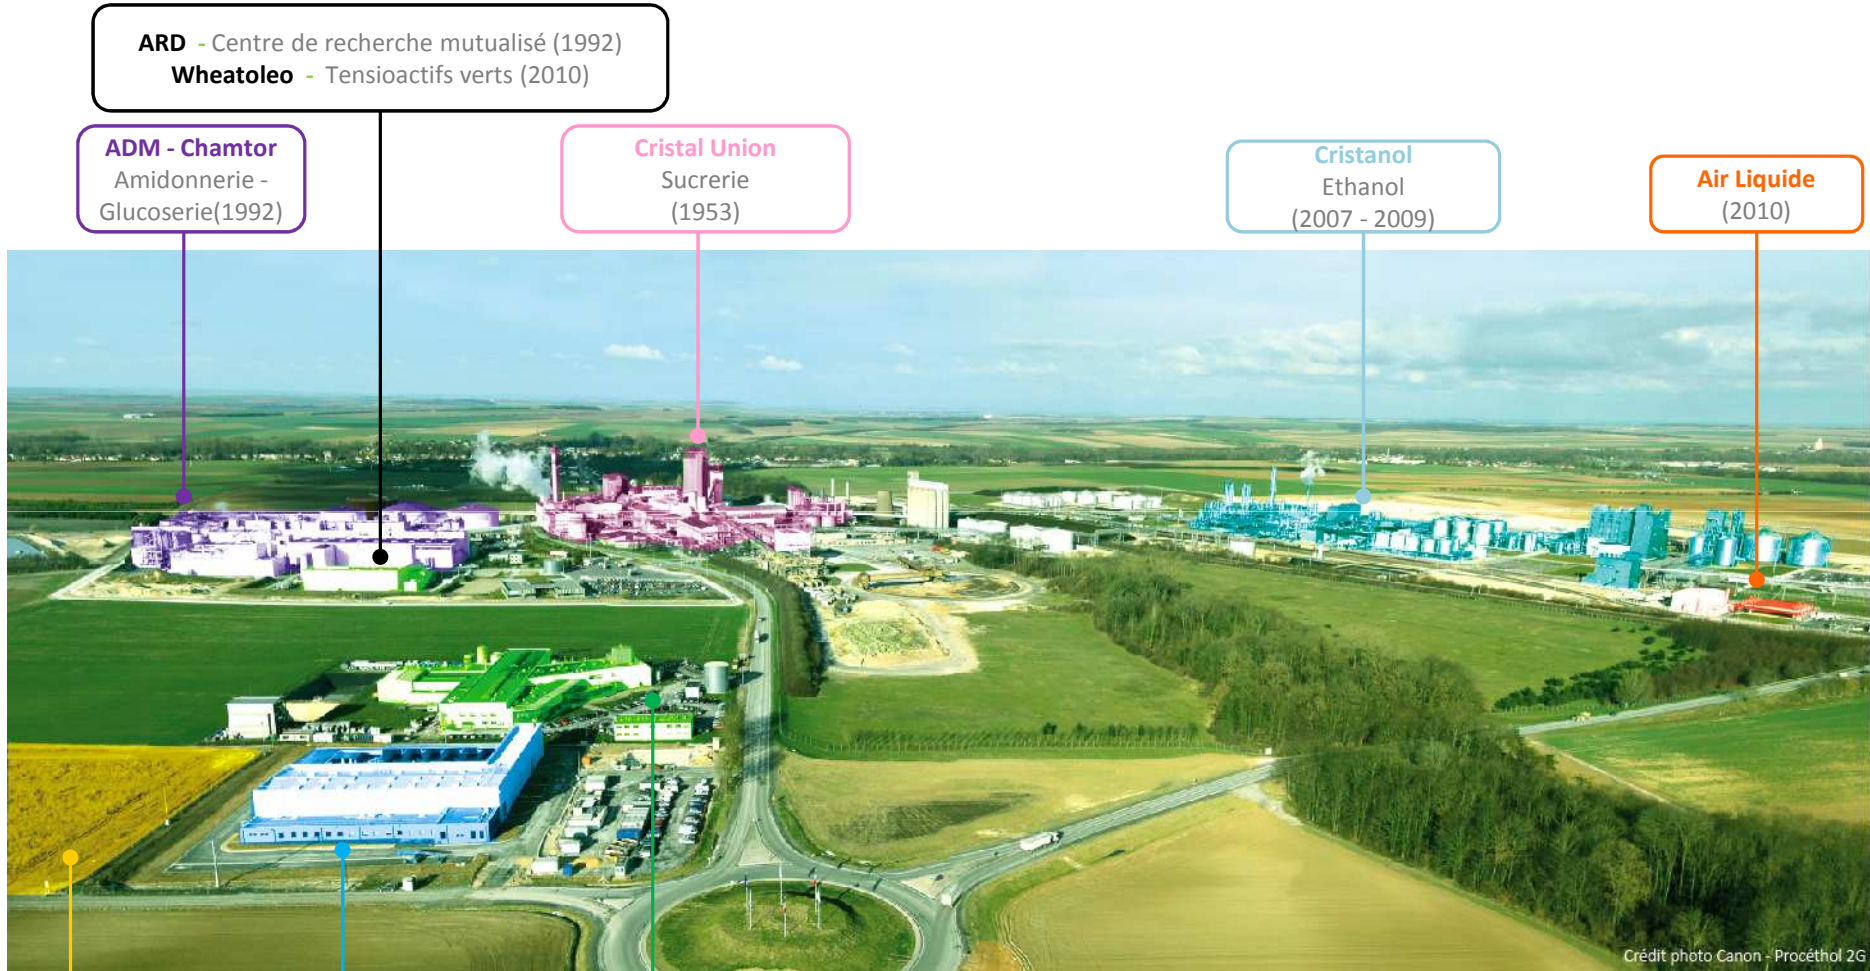 ARD - Centre de recherche mutualisé (1992)
Wheatoleo - Tensioactifs verts (2010)
ADM - Chamtor
Amidonnerie -
Glucoserie(1992)
Cristal Union
Sucrerie
(1953)
Cristanol
Ethanol
(2007 - 2009)
Air Liquide
(2010)
Crédit photo Canon - Procéthol 2G